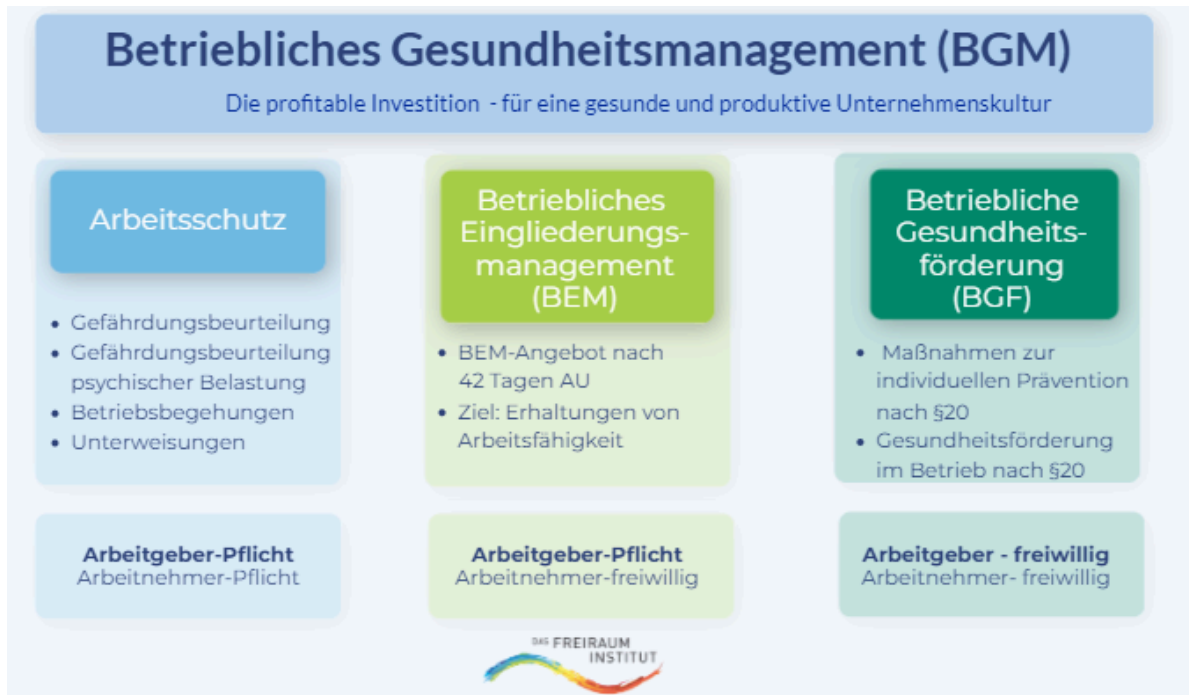 Betriebliches Gesundheitsmanagement (BGM)
Die profitable Investition - für eine gesunde und produktive Unternehmenskultur
Arbeitsschutz
• Gefährdungsbeurteilung
• Gefährdungsbeurteilung
psychischer Belastung
• Betriebsbegehungen
• Unterweisungen
Arbeitgeber-Pflicht
Arbeitnehmer-Pflicht
Betriebliches
Eingliederungs-
management
(BEM)
• BEM-Angebot nach
42 Tagen AU
• Ziel: Erhaltungen von
Arbeitsfähigkeit
Arbeitgeber-Pflicht
Arbeitnehmer-freiwillig
Betriebliche
Gesundheits-
förderung
(BGF)
• Maßnahmen zur
individuellen Prävention
nach §20
• Gesundheitsförderung
im Betrieb nach §20
Arbeitgeber - freiwillig
Arbeitnehmer- freiwillig
DAS FREIRAUM
INSTITUT